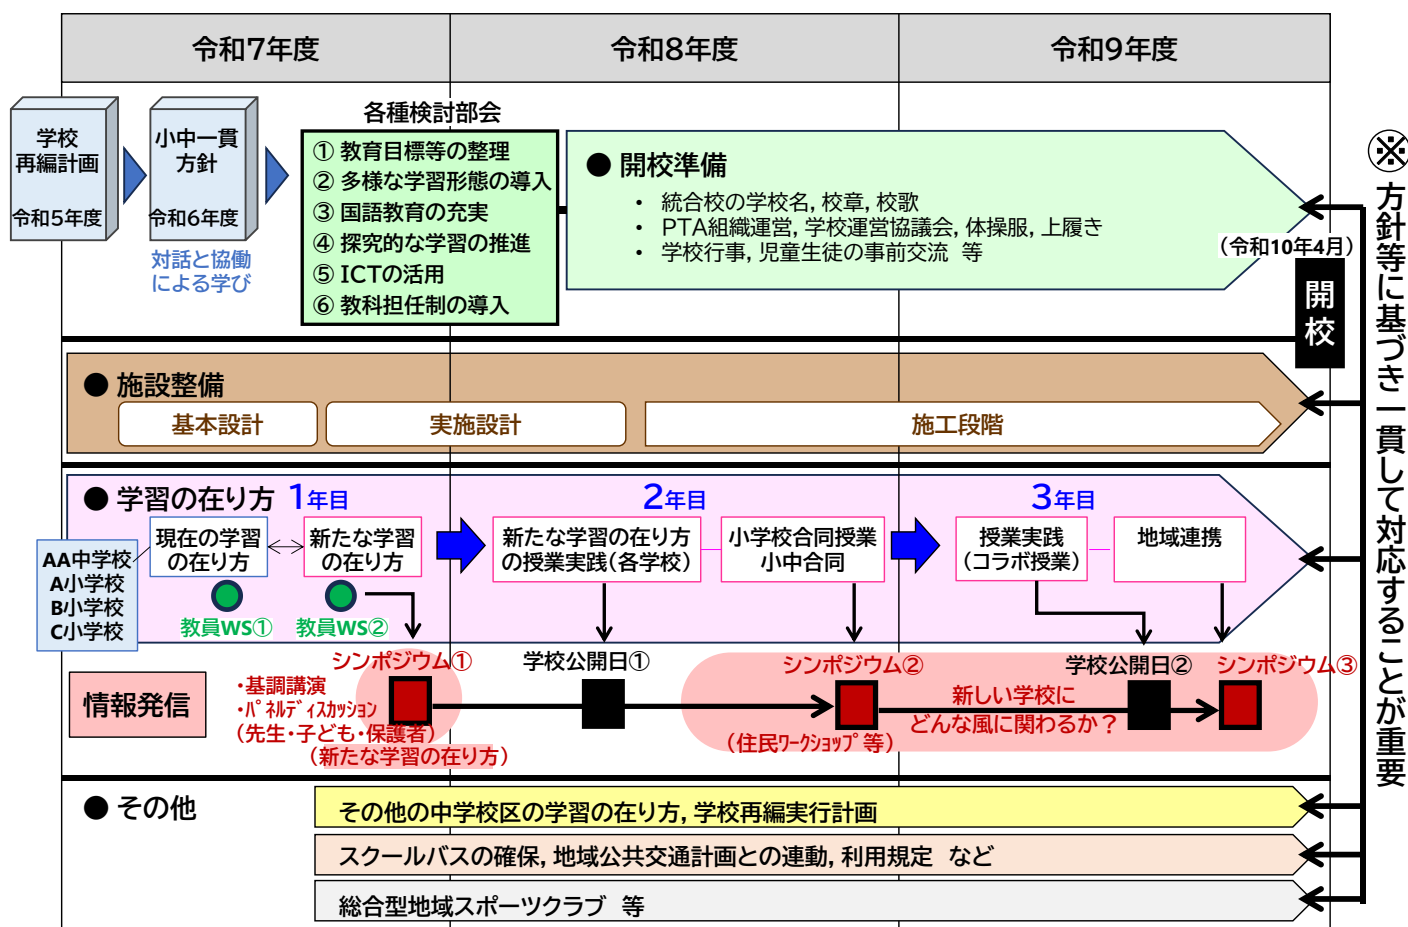 令和7年度
令和8年度
令和9年度
学校
再編計画
令和5年度
小中一貫
方針
令和6年度
対話と協働
による学び
各種検討部会
① 教育目標等の整理
② 多様な学習形態の導入
③ 国語教育の充実
④ 探究的な学習の推進
⑤ ICTの活用
⑥ 教科担任制の導入
● 開校準備
・ 統合校の学校名, 校章, 校歌
・ PTA組織運営, 学校運営協議会, 体操服, 上履き
・ 学校行事, 児童生徒の事前交流 等
(令和10年4月)
開校
※方針等に基づき一貫して対応することが重要
● 施設整備
基本設計
実施設計
施工段階
● 学習の在り方
1年目
2年目
3年目
AA中学校
A小学校
B小学校
C小学校
現在の学習
の在り方
新たな学習
の在り方
新たな学習の在り方
の授業実践(各学校)
小学校合同授業
小中合同
授業実践
(コラボ授業)
地域連携
教員WS①
教員WS②
シンポジウム①
学校公開日①
シンポジウム②
学校公開日②
シンポジウム③
情報発信
・基調講演
・パネルディスカッション
(先生・子ども・保護者)
(新たな学習の在り方)
(住民ワークショップ 等)
新しい学校に
どんな風に関わるか？
● その他
その他の中学校区の学習の在り方, 学校再編実行計画
スクールバスの確保, 地域公共交通計画との連動, 利用規定 など
総合型地域スポーツクラブ 等